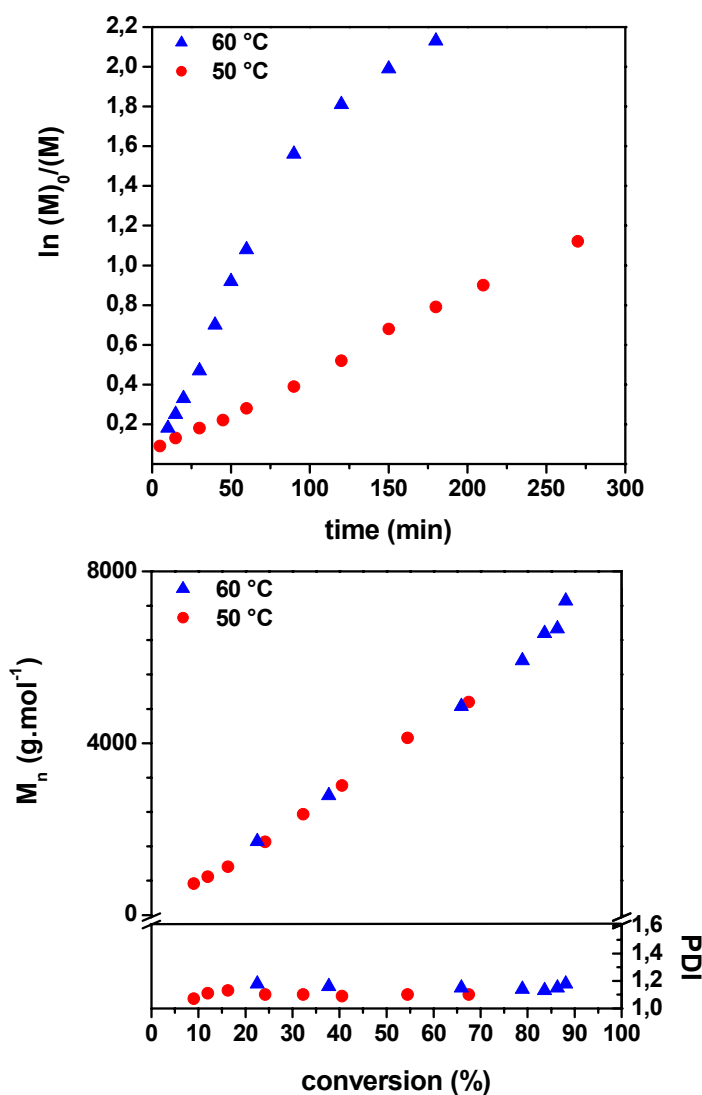 2,2
2,0
1,8
1,6
1,4
1,2
1,0
0,8
0,6
0,4
0,2
60 °C
50 °C
ln (M)0/(M)
0 50 100 150 200 250 300
time (min)
8000
4000
0
60 °C
50 °C
Mn (g.mol-1)
1,6
1,4
1,2
1,0
PDI
0 10 20 30 40 50 60 70 80 90 100
conversion (%)